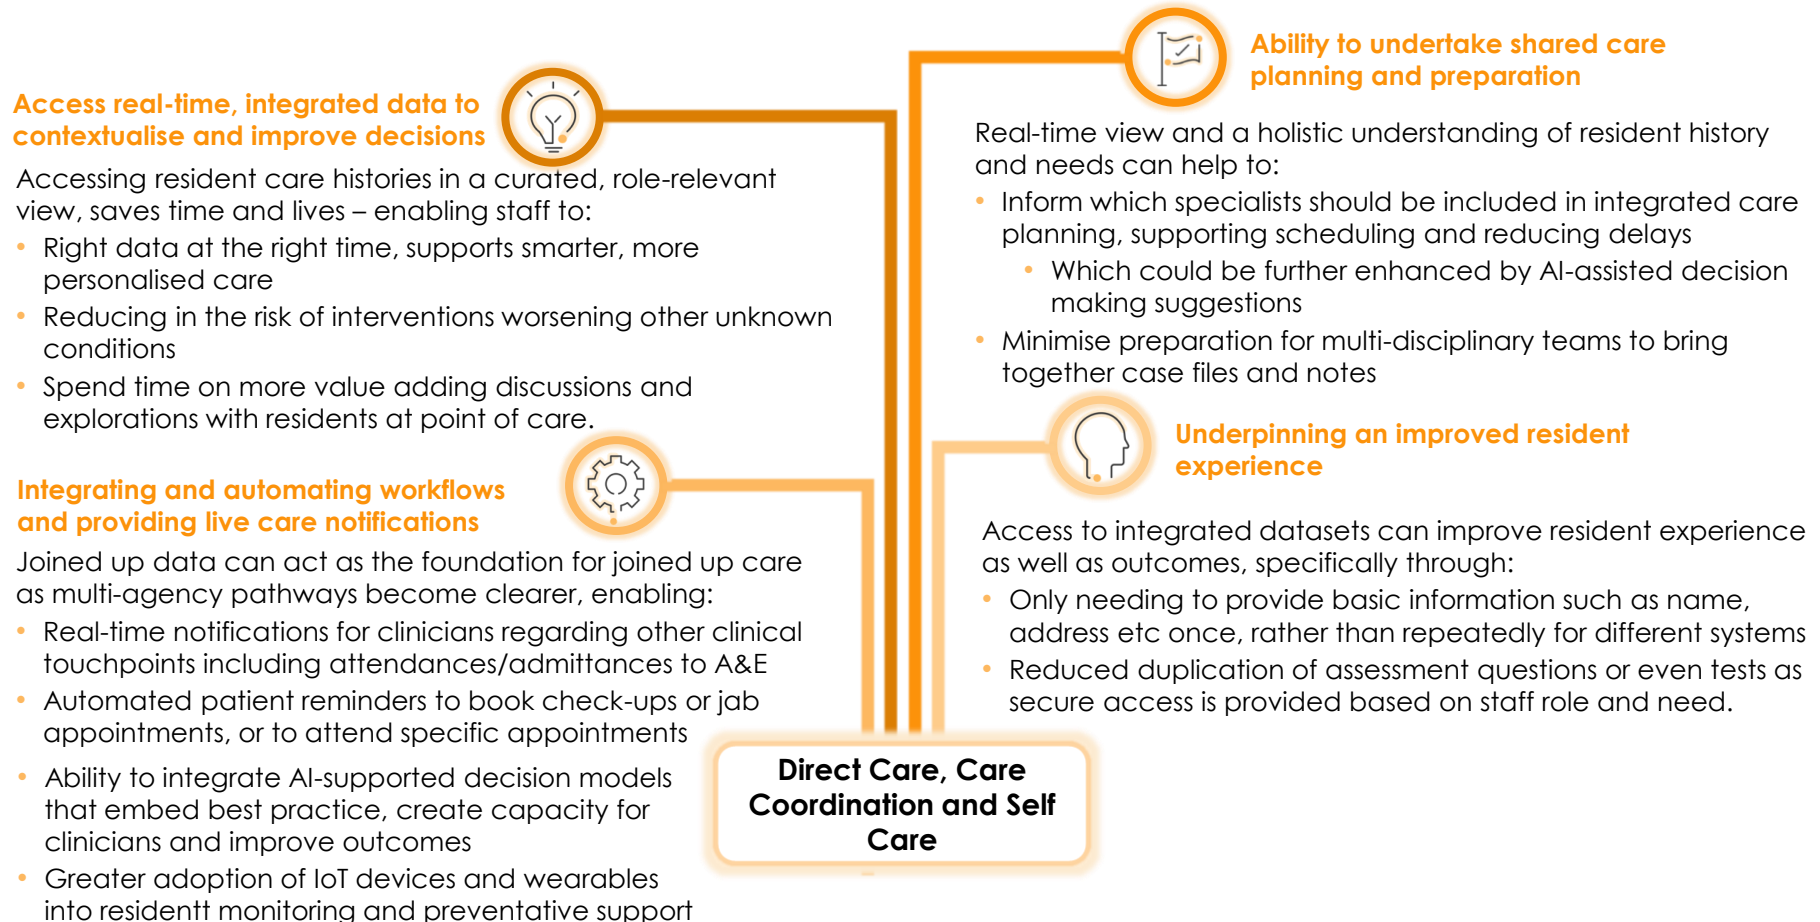 Access real-time, integrated data to
contextualise and improve decisions
Accessing resident care histories in a curated, role-relevant
view, saves time and lives – enabling staff to:
• Right data at the right time, supports smarter, more
personalised care
• Reducing in the risk of interventions worsening other unknown
conditions
• Spend time on more value adding discussions and
explorations with residents at point of care.
Integrating and automating workflows
and providing live care notifications
Joined up data can act as the foundation for joined up care
as multi-agency pathways become clearer, enabling:
• Real-time notifications for clinicians regarding other clinical
touchpoints including attendances/admittances to A&E
• Automated patient reminders to book check-ups or jab
appointments, or to attend specific appointments
• Ability to integrate AI-supported decision models
that embed best practice, create capacity for
clinicians and improve outcomes
• Greater adoption of IoT devices and wearables
into residentt monitoring and preventative support
Ability to undertake shared care
planning and preparation
Real-time view and a holistic understanding of resident history
and needs can help to:
• Inform which specialists should be included in integrated care
planning, supporting scheduling and reducing delays
• Which could be further enhanced by AI-assisted decision
making suggestions
• Minimise preparation for multi-disciplinary teams to bring
together case files and notes
Underpinning an improved resident
experience
Access to integrated datasets can improve resident experience
as well as outcomes, specifically through:
• Only needing to provide basic information such as name,
address etc once, rather than repeatedly for different systems
• Reduced duplication of assessment questions or even tests as
secure access is provided based on staff role and need.
Direct Care, Care
Coordination and Self
Care